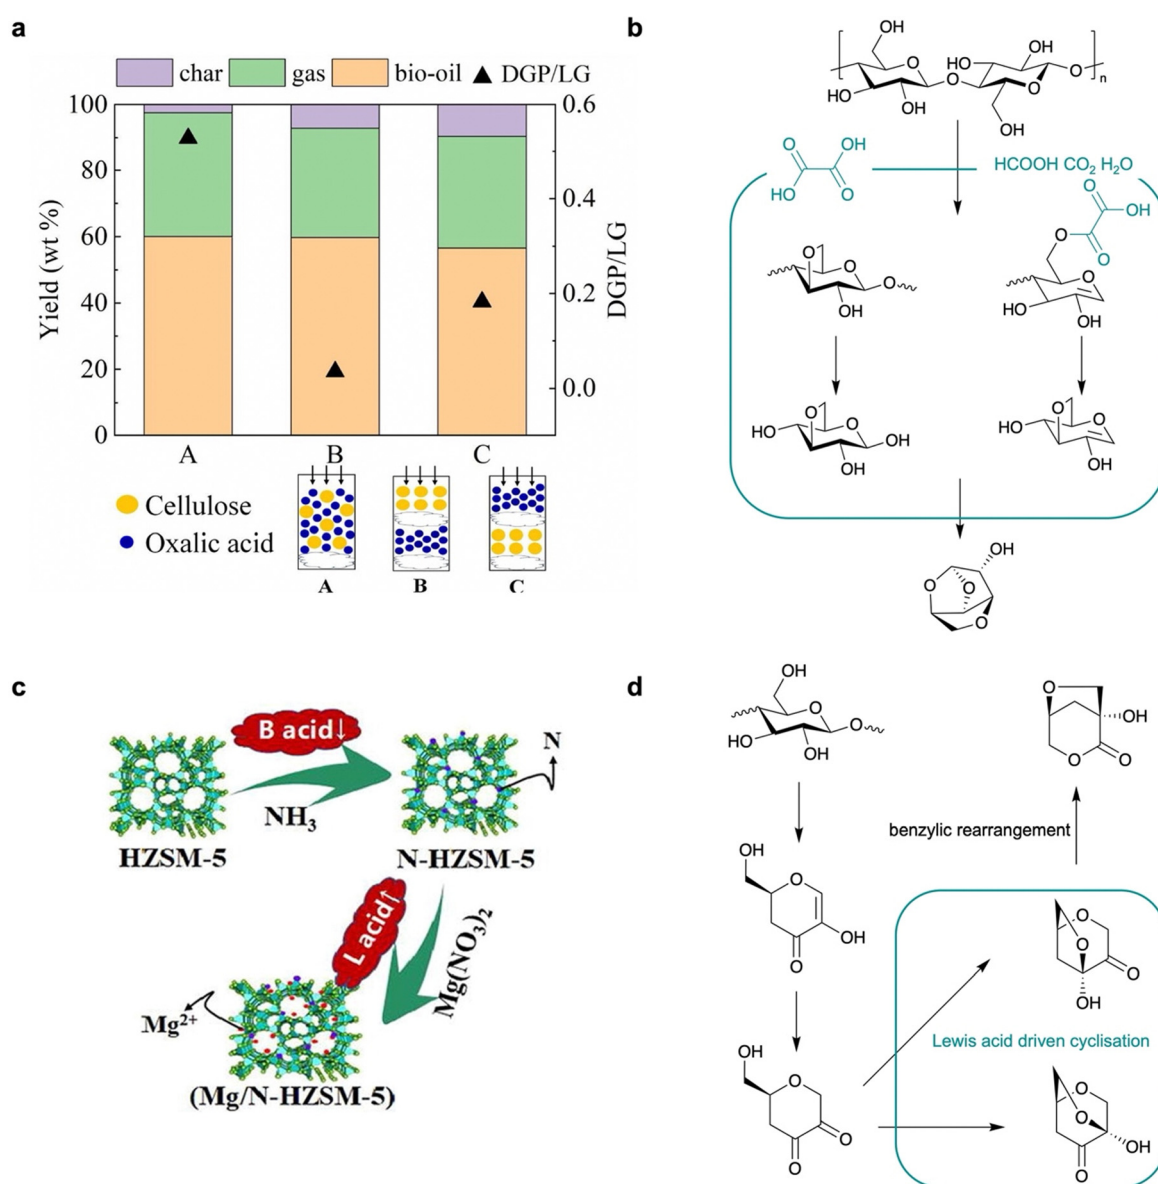 a
char gas bio-oil DGP/LG
100
80
60
40
20
0
Yield (wt %)
0.6
0.4
0.2
0.0
DGP/LG
A B C
Cellulose
Oxalic acid
A B C
b
OH
O
HO
OH
HO
OH
O
O
OH
O
n
O
OH
HO
O
HCOOH CO₂ H₂O
O
OH
O
O
O
O
O
OH
O
HO
OH
O
O
HO
OH
OH
O
O
HO
OH
OH
O
O
O
c
B acid↓
N
NH₃
HZSM-5
N-HZSM-5
L acid↑
Mg(NO₃)₂
Mg²⁺
(Mg/N-HZSM-5)
d
OH
O
O
HO
OH
O
OH
O
O
benzylic rearrangement
OH
O
OH
O
O
O
O
OH
Lewis acid driven cyclisation
OH
O
O
O
O
O
OH
O